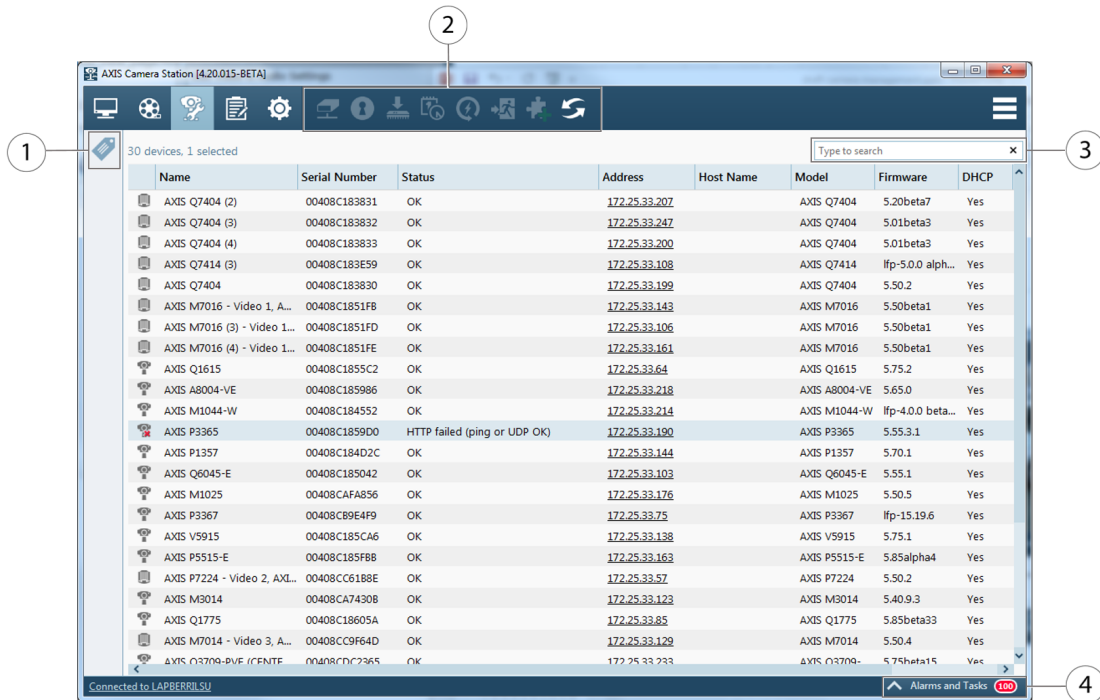 2
AXIS Camera Station [4.20.015-BETA]
1
30 devices, 1 selected
Type to search
3
Name Serial Number Status Address Host Name Model Firmware DHCP
AXIS Q7404 (2) 00408C183831 OK 172.25.33.207 AXIS Q7404 5.20beta7 Yes
AXIS Q7404 (3) 00408C183832 OK 172.25.33.247 AXIS Q7404 5.01beta3 Yes
AXIS Q7404 (4) 00408C183833 OK 172.25.33.200 AXIS Q7404 5.01beta3 Yes
AXIS Q7414 (3) 00408C183E59 OK 172.25.33.108 AXIS Q7414 lfp-5.0.0 alph... Yes
AXIS Q7404 00408C183830 OK 172.25.33.199 AXIS Q7404 5.50.2 Yes
AXIS M7016 - Video 1, A... 00408C1851FB OK 172.25.33.143 AXIS M7016 5.50beta1 Yes
AXIS M7016 (3) - Video 1... 00408C1851FD OK 172.25.33.106 AXIS M7016 5.50beta1 Yes
AXIS M7016 (4) - Video 1... 00408C1851FE OK 172.25.33.161 AXIS M7016 5.50beta1 Yes
AXIS Q1615 00408C1855C2 OK 172.25.33.64 AXIS Q1615 5.75.2 Yes
AXIS A8004-VE 00408C185986 OK 172.25.33.218 AXIS A8004-VE 5.65.0 Yes
AXIS M1044-W 00408C184552 OK 172.25.33.214 AXIS M1044-W lfp-4.0.0 beta... Yes
AXIS P3365 00408C1859D0 HTTP failed (ping or UDP OK) 172.25.33.190 AXIS P3365 5.55.3.1 Yes
AXIS P1357 00408C184D2C OK 172.25.33.144 AXIS P1357 5.70.1 Yes
AXIS Q6045-E 00408C185042 OK 172.25.33.103 AXIS Q6045-E 5.55.1 Yes
AXIS M1025 00408CAFA856 OK 172.25.33.176 AXIS M1025 5.50.5 Yes
AXIS P3367 00408CB9E4F9 OK 172.25.33.75 AXIS P3367 lfp-15.19.6 Yes
AXIS V5915 00408C185CA6 OK 172.25.33.138 AXIS V5915 5.75.1 Yes
AXIS P5515-E 00408C185FBB OK 172.25.33.163 AXIS P5515-E 5.85alpha4 Yes
AXIS P7224 - Video 2, AXI... 00408CC61B8E OK 172.25.33.57 AXIS P7224 5.50.2 Yes
AXIS M3014 00408CA7430B OK 172.25.33.123 AXIS M3014 5.40.9.3 Yes
AXIS Q1775 00408C18605A OK 172.25.33.85 AXIS Q1775 5.85beta33 Yes
AXIS M7014 - Video 3, A... 00408CC9F64D OK 172.25.33.129 AXIS M7014 5.50.4 Yes
AXIS Q3709-PVE (CENTE 00408CDC2365 OK 172.25.33.233 AXIS Q3709- 5.75beta15 Yes
Connected to LAPBERRILSU
Alarms and Tasks 100
4